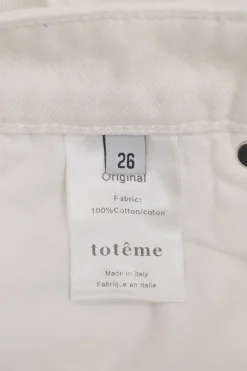 26
Original
Fabric:
100%Cotton/coton
totême
Made in Italy
Fabriqué en Italie